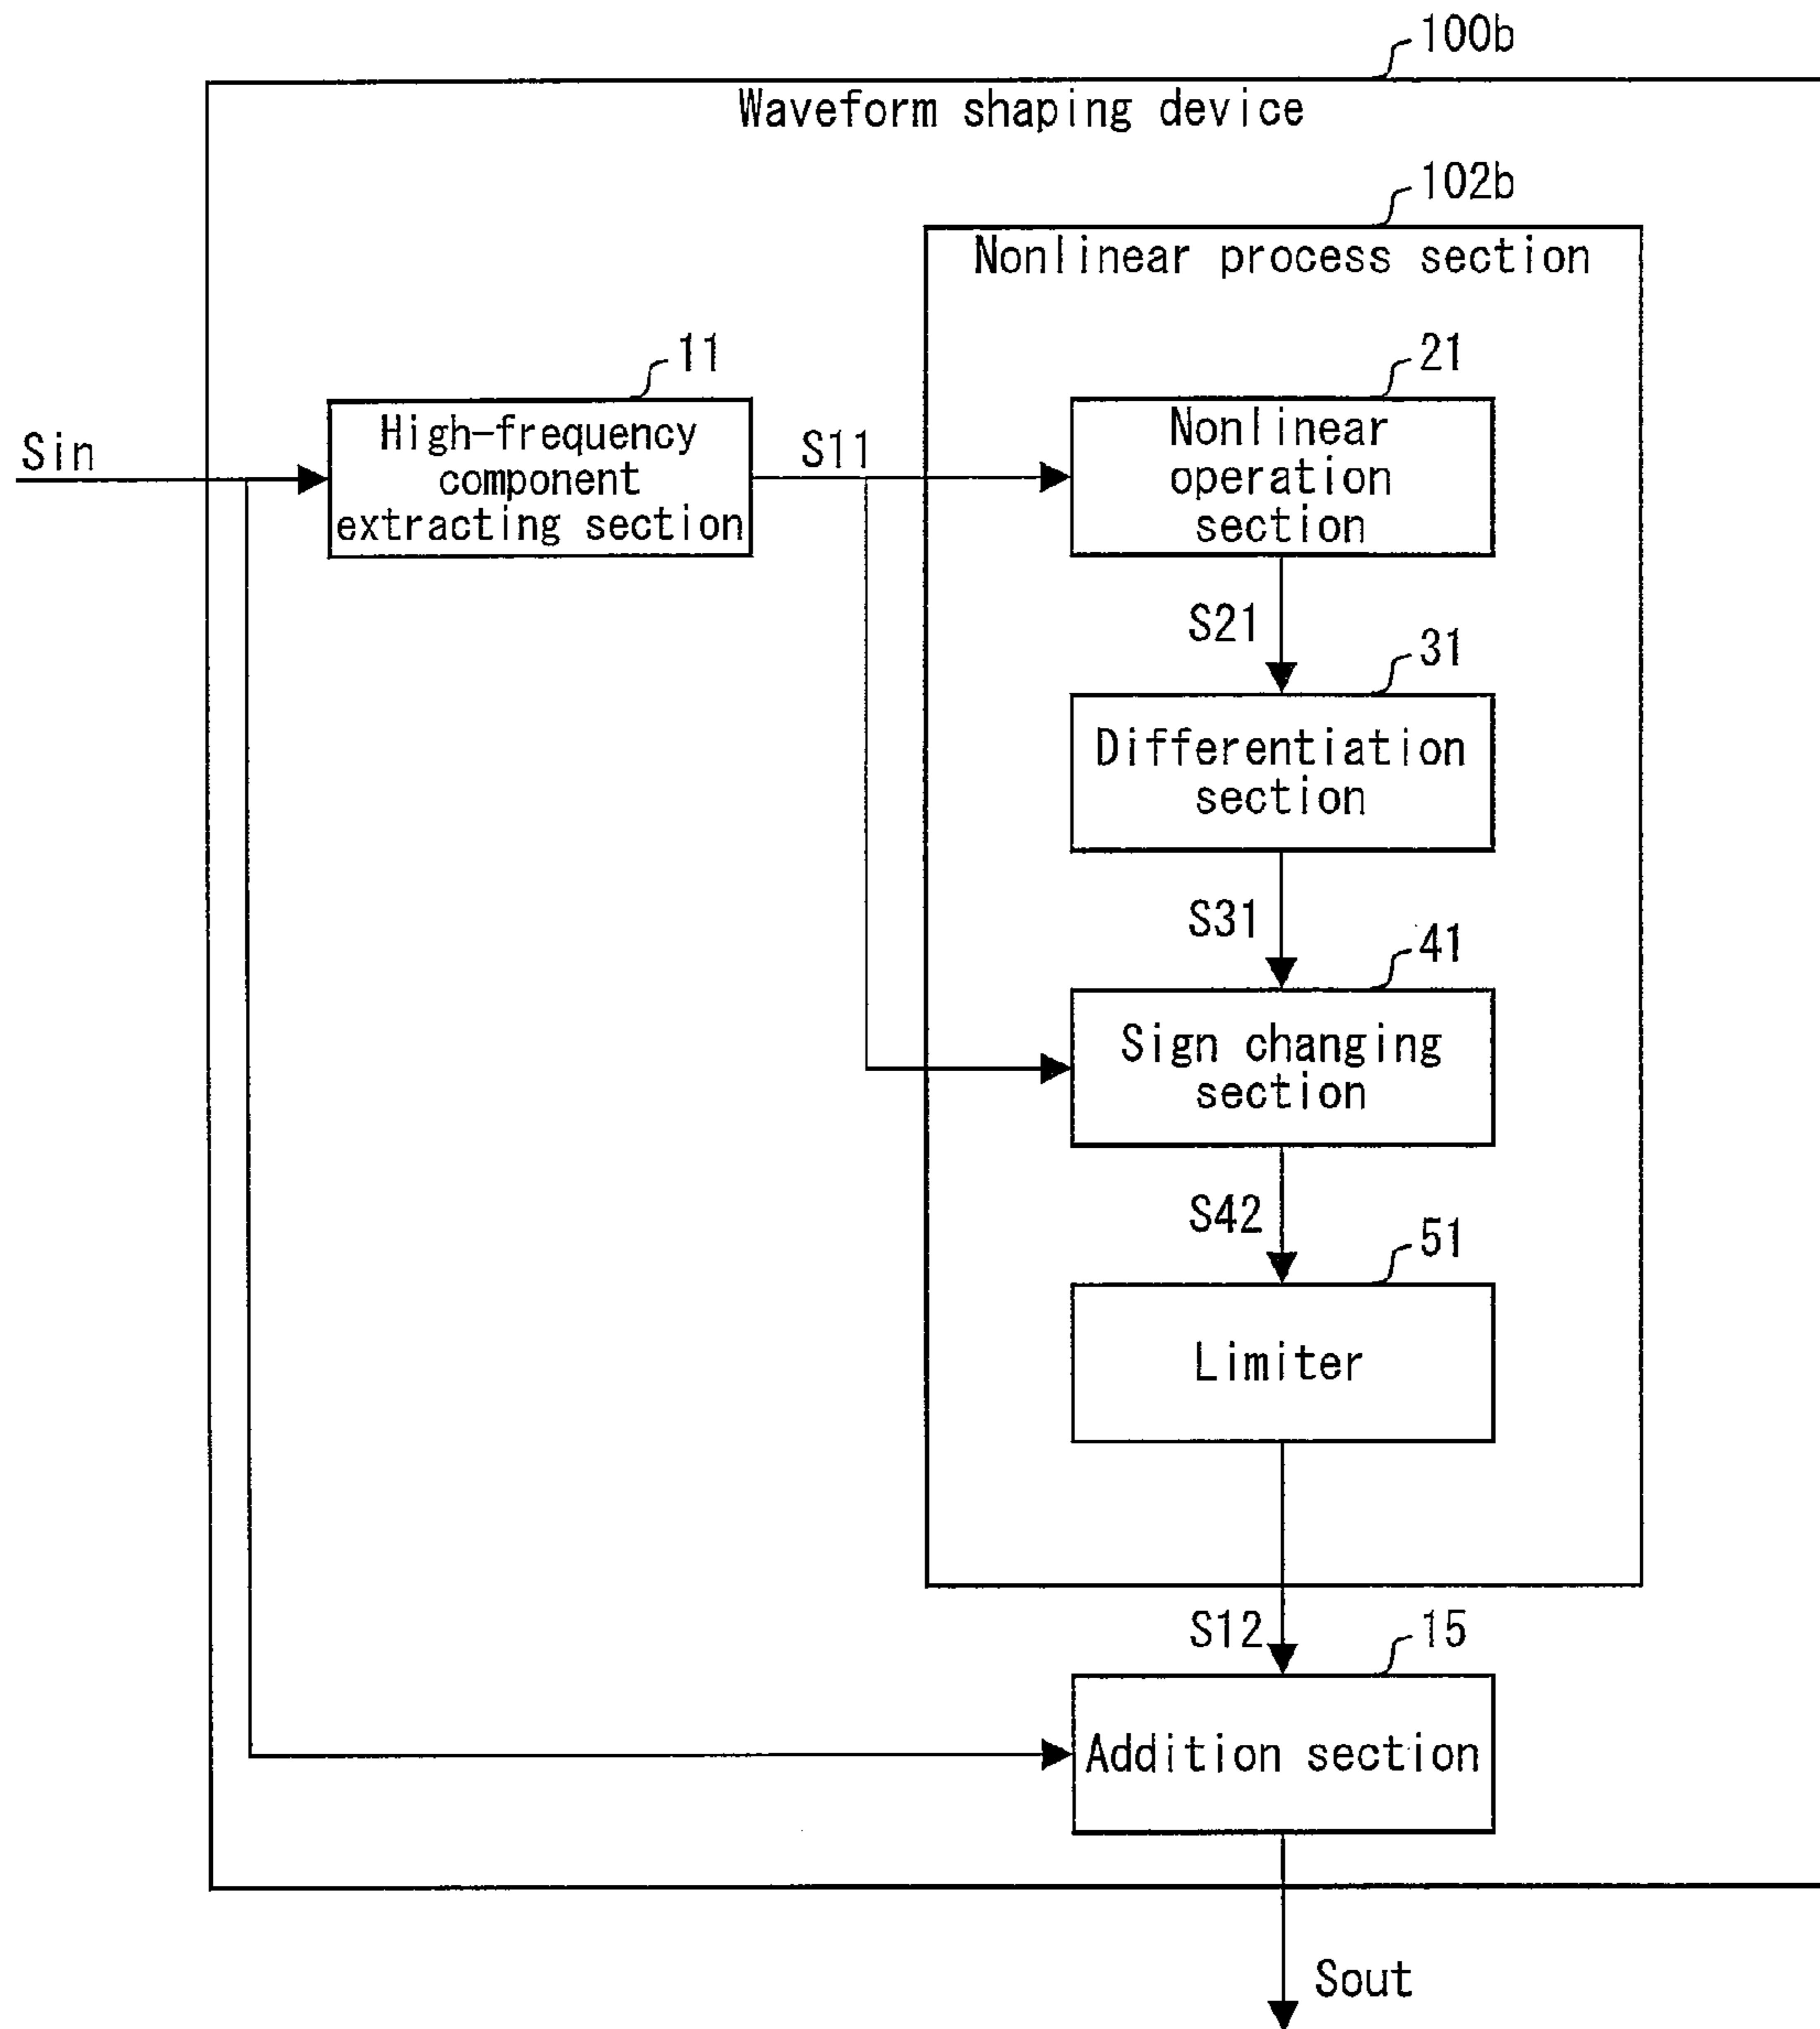 100b
Waveform shaping device
102b
Nonlinear process section
11
High-frequency
component
extracting section
Sin
S11
21
Nonlinear
operation
section
S21
31
Differentiation
section
S31
41
Sign changing
section
S42
51
Limiter
S12
15
Addition section
Sout